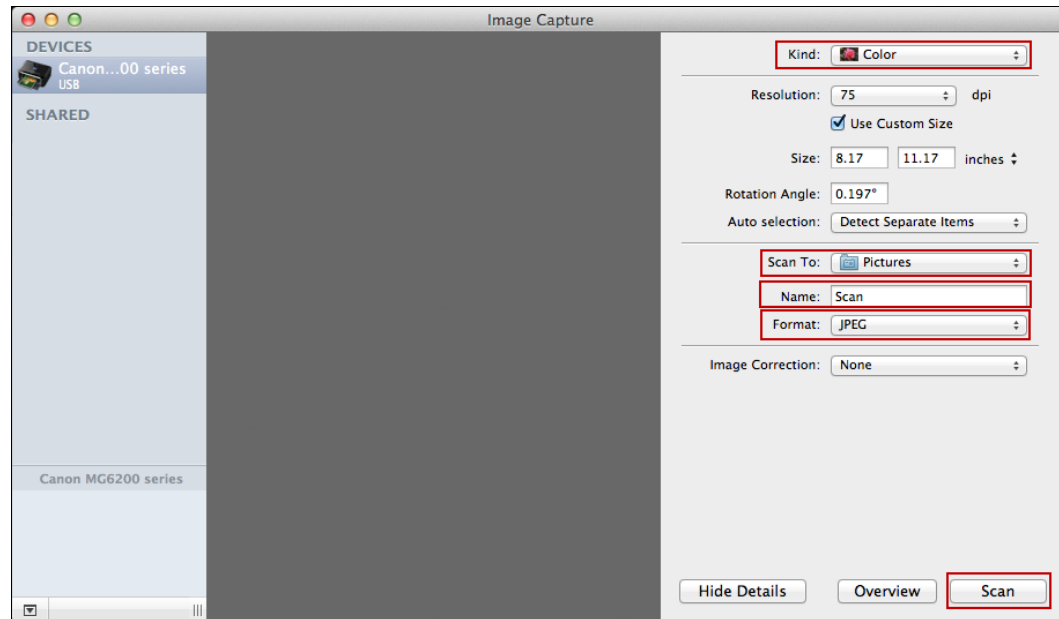 Image Capture
DEVICES
Canon...00 series
USB
SHARED
Canon MG6200 series
Kind: Color
Resolution: 75 dpi
Use Custom Size
Size: 8.17 11.17 inches
Rotation Angle: 0.197°
Auto selection: Detect Separate Items
Scan To: Pictures
Name: Scan
Format: JPEG
Image Correction: None
Hide Details Overview Scan